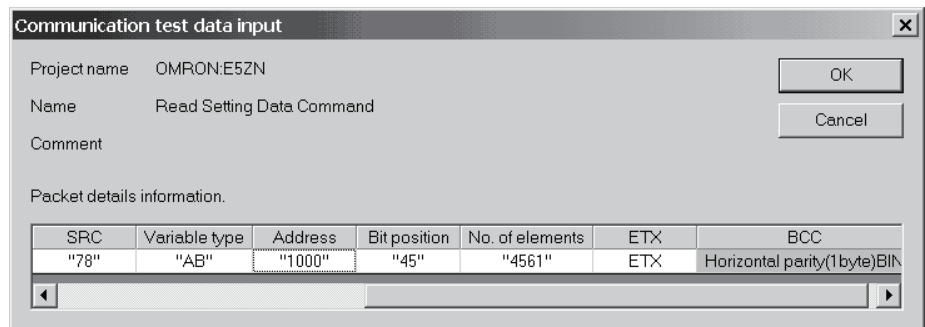 Communication test data input
Project name OMRON:E5ZN
OK
Name Read Setting Data Command
Cancel
Comment
Packet details information.
SRC Variable type Address Bit position No. of elements ETX BCC
"78" "AB" "1000" "45" "4561" ETX Horizontal parity(1byte)BIN